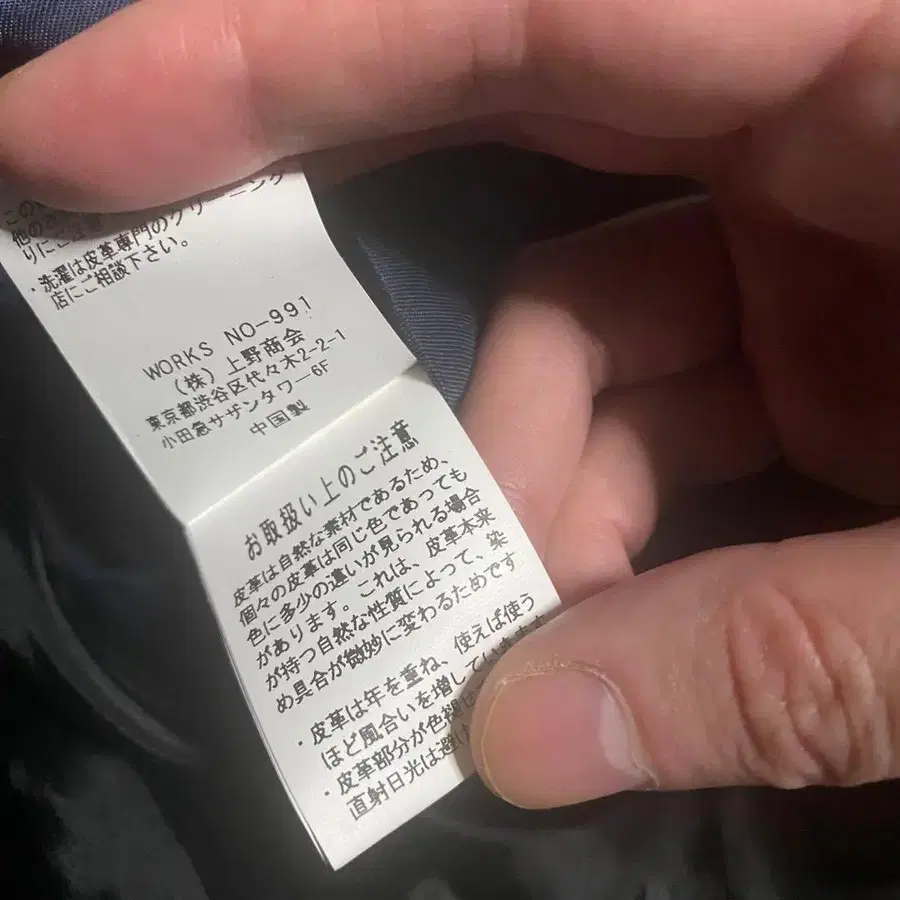 この
他の
りにご注
・洗濯は皮革専門のクリーニング
店にご相談下さい。
WORKS NO-991
(株)上野商会
東京都渋谷区代々木2-2-1
小田急サザンタワー6F
中国製
お取扱い上のご注意
皮革は自然な素材であるため、
個々の皮革は同じ色であっても
色に多少の違いが見られる場合
があります。これは、皮革本来
が持つ自然な性質によって、染
め具合が微妙に変わるためです
・皮革は年を重ね、使えば使う
ほど風合いを増して
・皮革部分が色褪
直射日光は避け